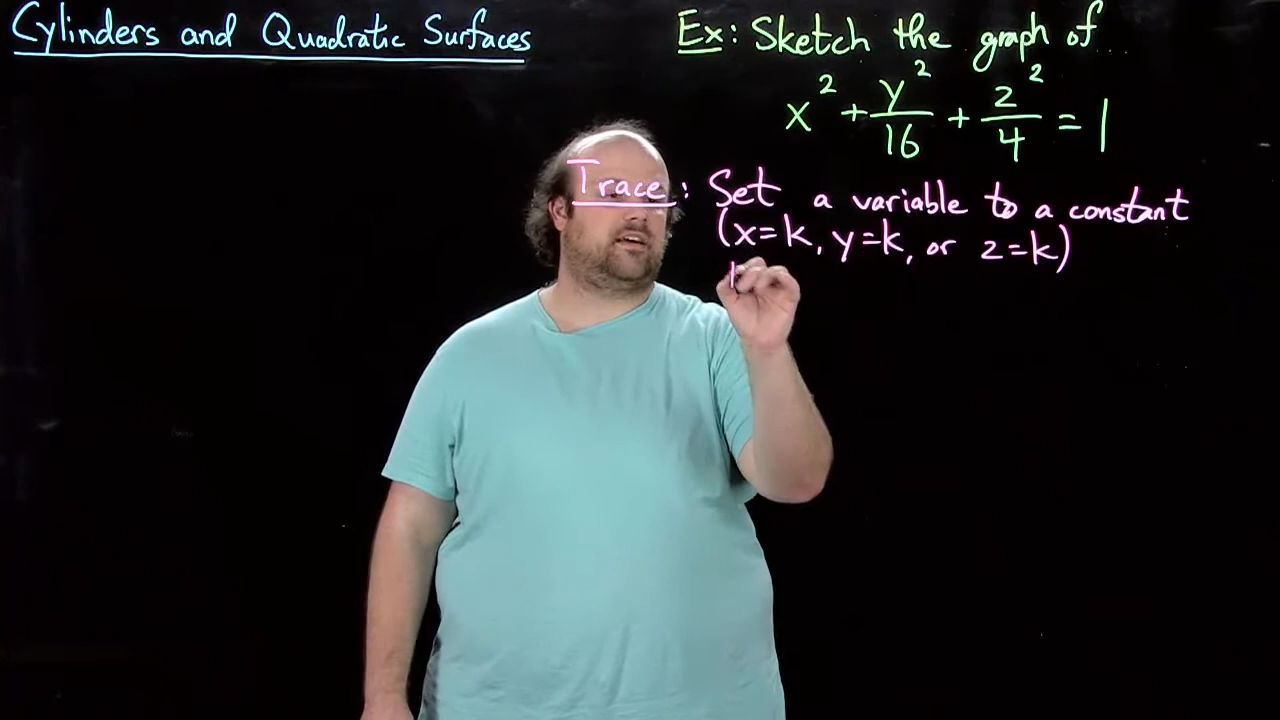 Cylinders and Quadratic Surfaces
Ex: Sketch the graph of
x² + y²/16 + z²/4 = 1
Trace: Set a variable to a constant
(x=k, y=k, or z=k)